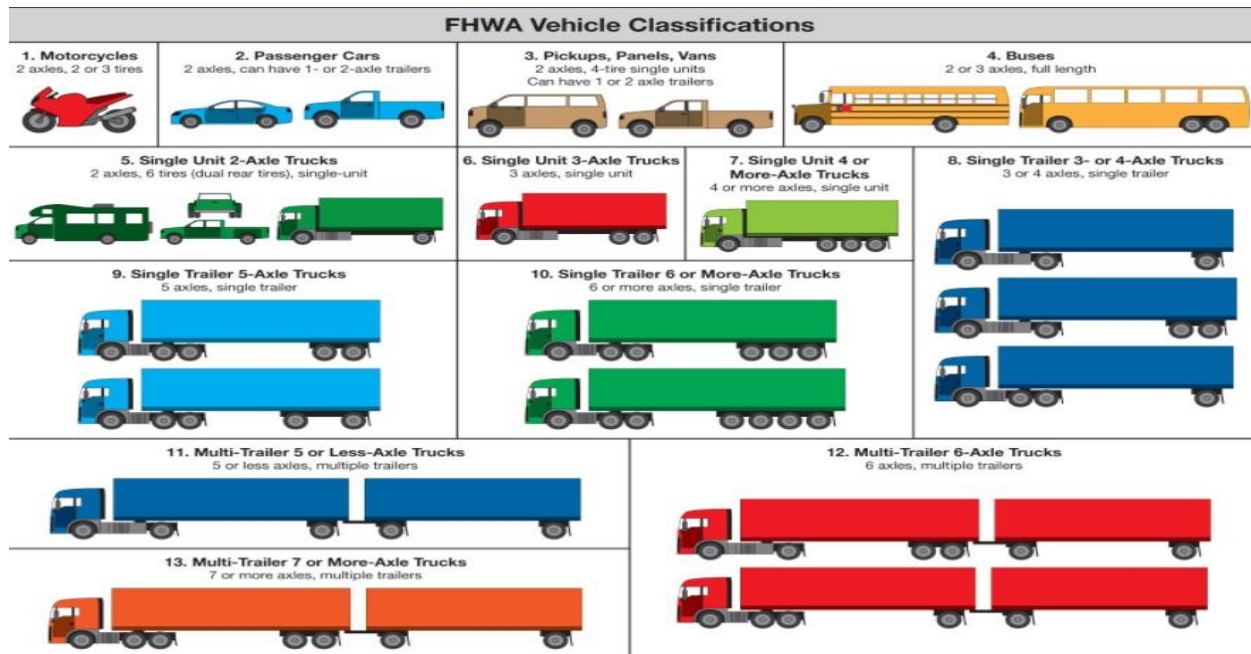 FHWA Vehicle Classifications
1. Motorcycles
2 axles, 2 or 3 tires
2. Passenger Cars
2 axles, can have 1- or 2-axle trailers
3. Pickups, Panels, Vans
2 axles, 4-tire single units
Can have 1 or 2 axle trailers
4. Buses
2 or 3 axles, full length
5. Single Unit 2-Axle Trucks
2 axles, 6 tires (dual rear tires), single-unit
6. Single Unit 3-Axle Trucks
3 axles, single unit
7. Single Unit 4 or
More-Axle Trucks
4 or more axles, single unit
8. Single Trailer 3- or 4-Axle Trucks
3 or 4 axles, single trailer
9. Single Trailer 5-Axle Trucks
5 axles, single trailer
10. Single Trailer 6 or More-Axle Trucks
6 or more axles, single trailer
11. Multi-Trailer 5 or Less-Axle Trucks
5 or less axles, multiple trailers
12. Multi-Trailer 6-Axle Trucks
6 axles, multiple trailers
13. Multi-Trailer 7 or More-Axle Trucks
7 or more axles, multiple trailers